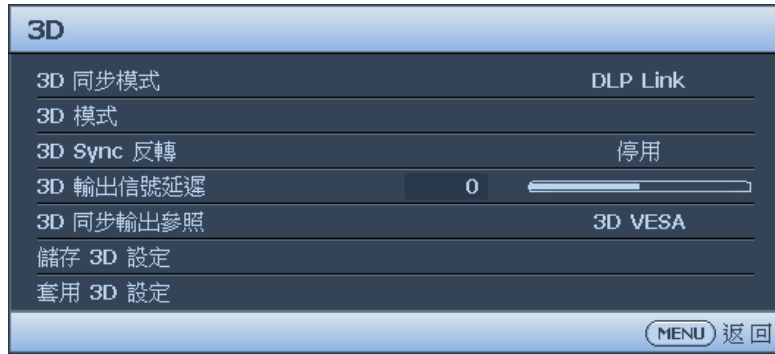 3D
3D 同步模式 DLP Link
3D 模式
3D Sync 反轉 停用
3D 輸出信號延遲 0
3D 同步輸出參照 3D VESA
儲存 3D 設定
套用 3D 設定
MENU 返回